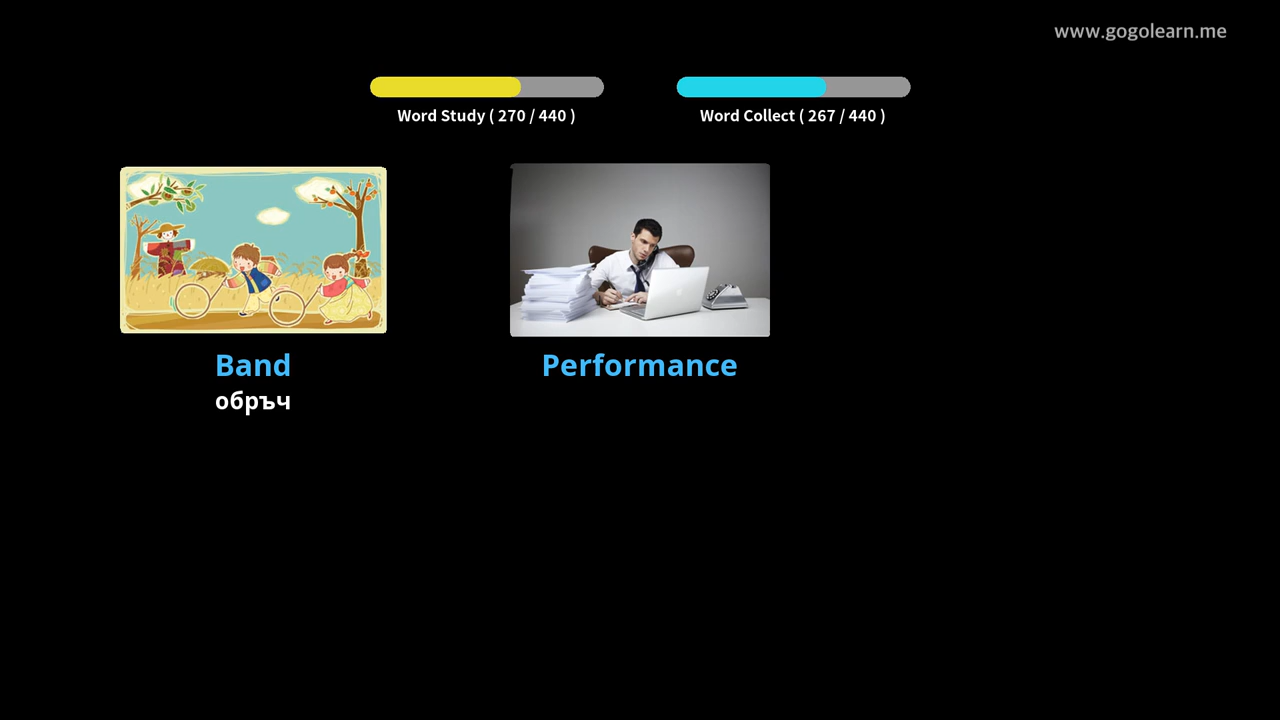 www.gogolearn.me
Word Study ( 270 / 440 )
Word Collect ( 267 / 440 )
Band
обръч
Performance